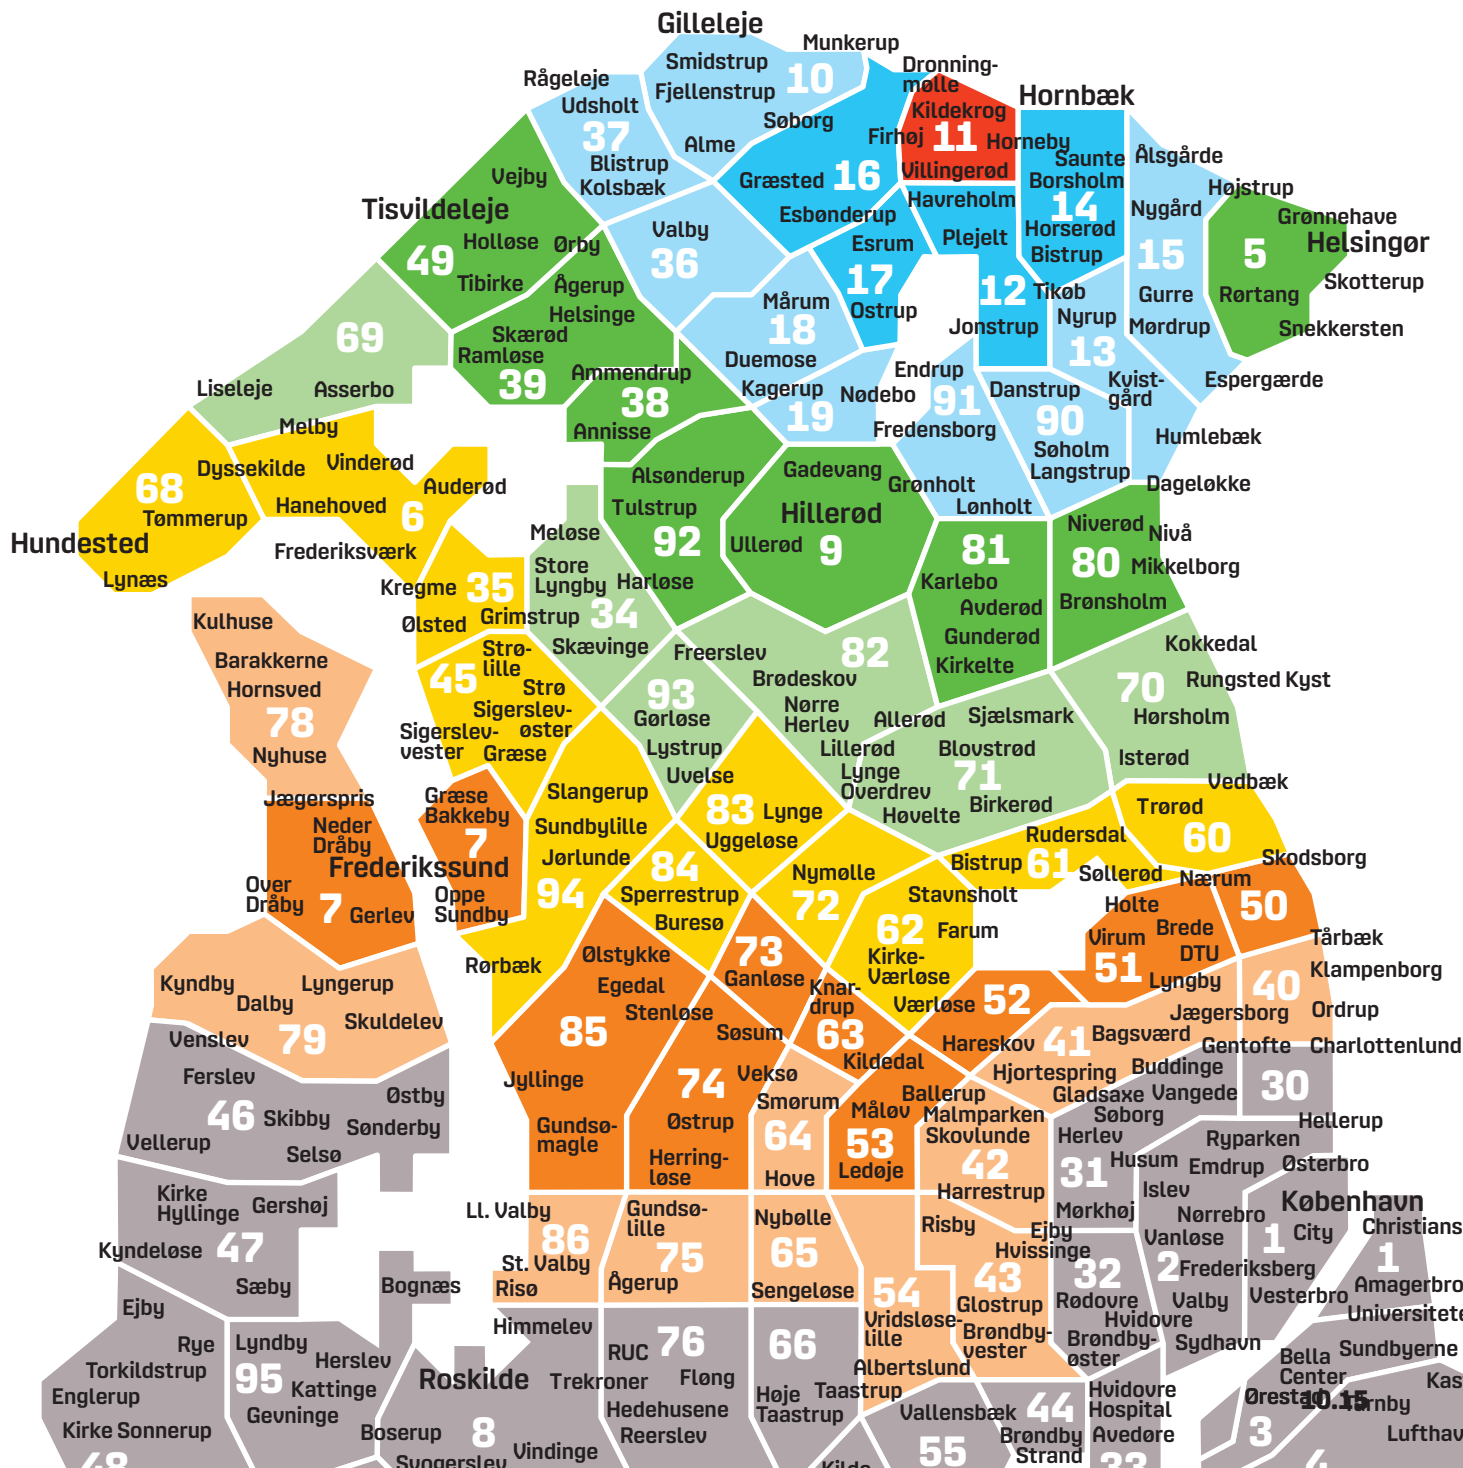 Gilleleje
Munkerup
Smidstrup
10
Fjellenstrup
Søborg
Alme
Rågeleje
Udsholt
37
Blistrup
Kolsbæk
Dronning-
mølle
Kildekrog
Firhøj
11
Horneby
Villingerød
Hornbæk
Saunte
Borsholm
14
Horserød
Bistrup
Ålsgårde
Højstrup
Nygård
15
Gurre
Mørdrup
Grønnehave
Helsingør
5
Skotterup
Rørtang
Snekkersten
Espergærde
Vejby
Tisvildeleje
Holløse
Ørby
49
Tibirke
Græsted
16
Esbønderup
Valby
36
Esrum
17
Ostrup
Havreholm
Plejelt
12
Jonstrup
Tikøb
Nyrup
13
Kvist-
gård
Ågerup
Helsinge
Skærød
Ramløse
39
Mårum
18
Duemose
Kagerup
19
Nødebo
Endrup
91
Fredensborg
Grønholt
Lønholt
Danstrup
90
Søholm
Langstrup
Humlebæk
Dageløkke
69
Liseleje
Asserbo
Ammendrup
38
Annisse
Melby
Dyssekilde
Vinderød
Hanehoved
6
Auderød
Frederiksværk
68
Tømmerup
Hundested
Lynæs
Alsønderup
Tulstrup
92
Harløse
Gadevang
Hillerød
Ullerød
9
81
Karlebo
Avderød
Gunderød
Kirkelte
Niverød
Nivå
80
Mikkelborg
Brønsholm
Meløse
Store
Lyngby
34
Skævinge
Kregme
35
Grimstrup
Ølsted
Kulhuse
Barakkerne
Hornsved
78
Nyhuse
Strø-
lille
45
Strø
Sigerslev-
øster
Sigerslev-
vester
Græse
Freerslev
82
Brødeskov
Nørre
Herlev
Allerød
Lillerød
93
Gørløse
Lystrup
Uvelse
Kokkedal
70
Rungsted Kyst
Hørsholm
Isterød
Sjælsmark
Blovstrød
71
Lynge
Overdrev
Birkerød
Høvelte
Vedbæk
Trørød
60
Jægerspris
Neder
Dråby
Frederikssund
Over
Dråby
7
Gerlev
Græse
Bakkeby
7
Oppe
Sundby
Slangerup
Sundbylille
Jørlunde
94
Rørbæk
83
Lynge
Uggeløse
84
Sperrestrup
Buresø
Nymølle
72
Rudersdal
Bistrup
61
Søllerød
Stavnsholt
62
Farum
Kirke-
Værløse
Skodsborg
Nærum
50
Holte
Virum
Brede
DTU
51
Lyngby
Tårbæk
Klampenborg
40
Ordrup
Jægersborg
Gentofte
Charlottenlund
Ølstykke
Egedal
Stenløse
85
Jyllinge
Gundsø-
magle
73
Ganløse
Knar-
drup
63
Kildedal
Værløse
52
Hareskov
41
Bagsværd
Hjortespring
Buddinge
Gladsaxe
Vangede
Søborg
30
Hellerup
Kyndby
Lyngerup
Dalby
Skuldelev
79
Venslev
Ferslev
46
Skibby
Østby
Sønderby
Vellerup
Selsø
Søsum
74
Østrup
Herring-
løse
Veksø
Smørum
64
Hove
Måløv
53
Ledøje
Ballerup
Malmparken
Skovlunde
42
Harrestrup
Herlev
31
Mørkhøj
Husum
Islev
Ryparken
Emdrup
Østerbro
Nørrebro
Vanløse
København
1
City
2
Frederiksberg
Vesterbro
Valby
Sydhavn
Christians
1
Amagerbro
Universitete
Sundbyerne
Kirke
Hyllinge
Gershøj
Kyndeløse
47
Sæby
Bognæs
Ll. Valby
86
St. Valby
Risø
Gundsø-
lille
75
Ågerup
Nybølle
65
Sengeløse
54
Vridsløse-
lille
Albertslund
Risby
Ejby
Hvissinge
43
Glostrup
Brøndby-
vester
32
Rødovre
Hvidovre
Brøndby-
øster
Ejby
Rye
Torkildstrup
Englerup
Kirke Sonnerup
48
Lyndby
95
Herslev
Kattinge
Gevninge
Himmelev
Roskilde
Trekroner
Boserup
8
Vindinge
Svogerslev
RUC
76
Fløng
Hedehusene
Reerslev
66
Høje
Taastrup
Taastrup
Kilde
Vallensbæk
55
44
Brøndby
Strand
Hvidovre
Hospital
Avedøre
33
Bella
Center
Ørestad
10.15
Tårnby
3
4
Kas
Lufthav